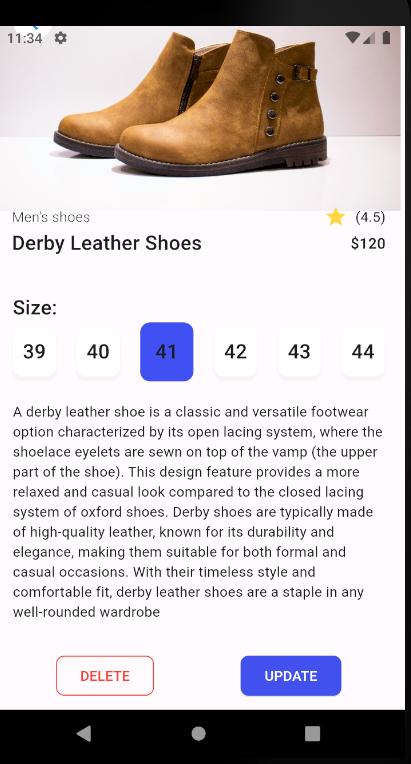 11:34
Men's shoes
(4.5)
Derby Leather Shoes
$120
Size:
39 40 41 42 43 44
A derby leather shoe is a classic and versatile footwear
option characterized by its open lacing system, where the
shoelace eyelets are sewn on top of the vamp (the upper
part of the shoe). This design feature provides a more
relaxed and casual look compared to the closed lacing
system of oxford shoes. Derby shoes are typically made
of high-quality leather, known for its durability and
elegance, making them suitable for both formal and
casual occasions. With their timeless style and
comfortable fit, derby leather shoes are a staple in any
well-rounded wardrobe
DELETE
UPDATE